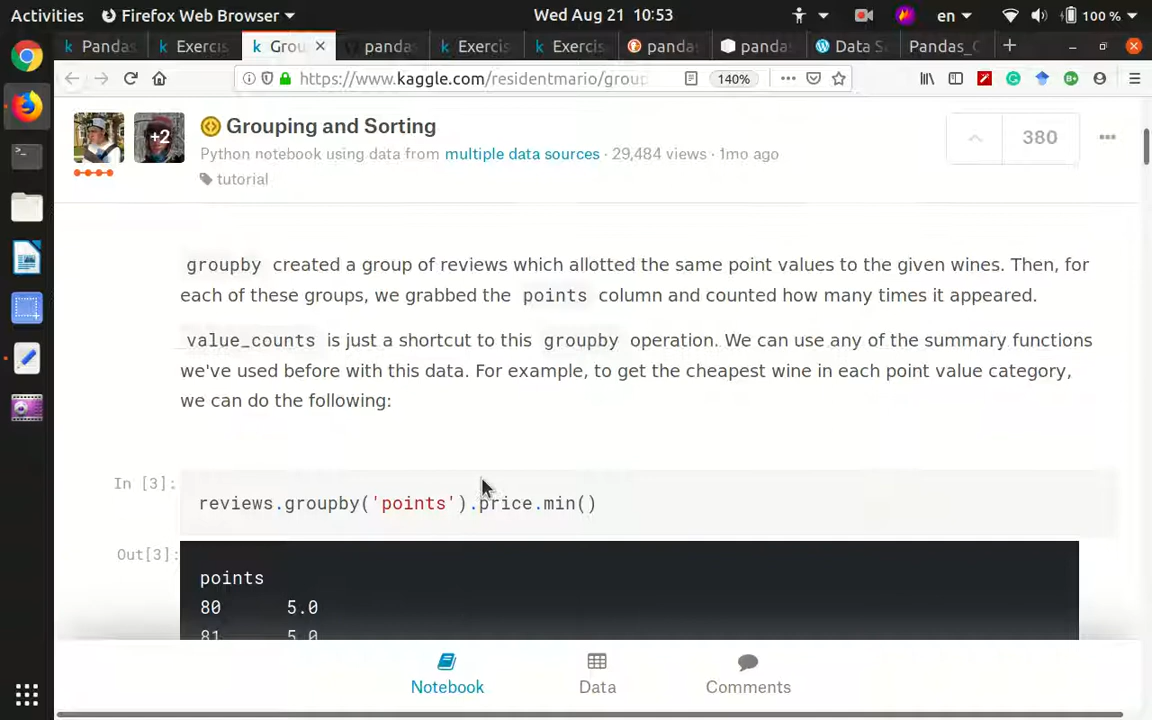 Activities Firefox Web Browser Wed Aug 21 10:53 en 100 %
Pandas Exercis Grou panda Exercis Exercis panda panda Data S Pandas_C
https://www.kaggle.com/residentmario/grou 140%
+2 Grouping and Sorting 380
Python notebook using data from multiple data sources · 29,484 views · 1mo ago
tutorial
groupby created a group of reviews which allotted the same point values to the given wines. Then, for
each of these groups, we grabbed the points column and counted how many times it appeared.
value_counts is just a shortcut to this groupby operation. We can use any of the summary functions
we've used before with this data. For example, to get the cheapest wine in each point value category,
we can do the following:
In [3]:
reviews.groupby('points').price.min()
Out[3]:
points
80 5.0
81 5.0
Notebook Data Comments